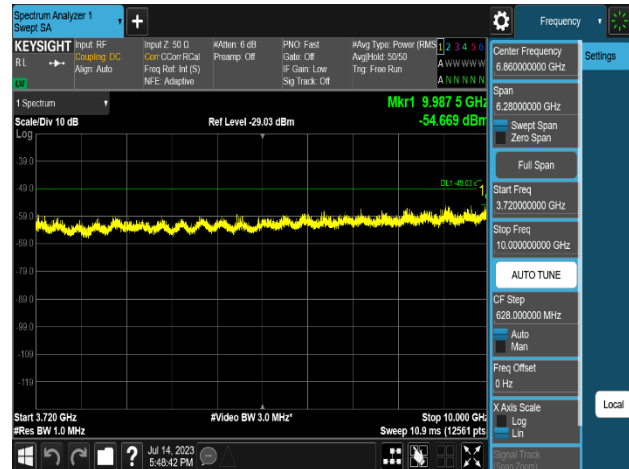 Spectrum Analyzer 1
Swept SA
+
Frequency
KEYSIGHT
RL
LXI
Input: RF
Coupling: DC
Align: Auto
Input Z: 50 Ω
Corr CCorr RCal
Freq Ref: Int (S)
NFE: Adaptive
#Atten: 6 dB
Preamp: Off
PNO: Fast
Gate: Off
IF Gain: Low
Sig Track: Off
#Avg Type: Power (RMS
Avg|Hold: 50/50
Trig: Free Run
1 2 3 4 5 6
A W W W W W
A N N N N N
1 Spectrum
Scale/Div 10 dB
Log
Ref Level -29.03 dBm
Mkr1 9.987 5 GHz
-54.669 dBm
DL1 -49.03
1
-39.0
-49.0
-59.0
-69.0
-79.0
-89.0
-99.0
-109
-119
Start 3.720 GHz
#Res BW 1.0 MHz
#Video BW 3.0 MHz*
Stop 10.000 GHz
Sweep 10.9 ms (12561 pts
?
Jul 14, 2023
5:48:42 PM
Center Frequency
6.860000000 GHz
Span
6.28000000 GHz
Swept Span
Zero Span
Full Span
Start Freq
3.720000000 GHz
Stop Freq
10.000000000 GHz
AUTO TUNE
CF Step
628.000000 MHz
Auto
Man
Freq Offset
0 Hz
X Axis Scale
Log
Lin
Signal Track
(Span Zoom)
Settings
Local